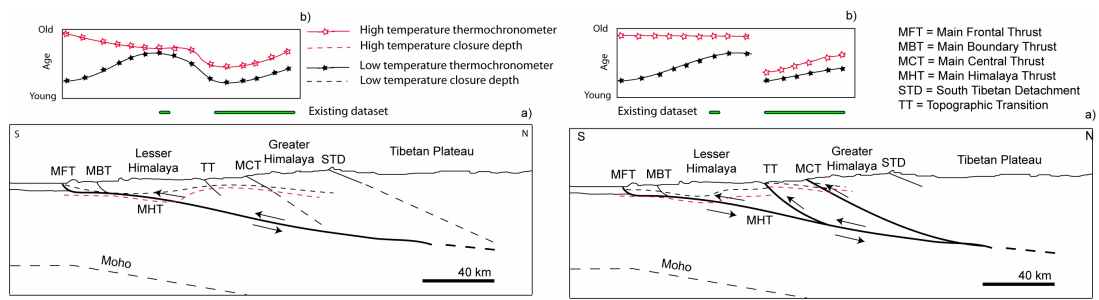 b)
Old
Age
Young
High temperature thermochronometer
High temperature closure depth
Low temperature thermochronometer
Low temperature closure depth
Existing dataset
a)
S
N
MFT
MBT
Lesser
Himalaya
TT
MCT
Greater
Himalaya
STD
Tibetan Plateau
MHT
Moho
40 km
b)
Old
Age
Young
MFT = Main Frontal Thrust
MBT = Main Boundary Thrust
MCT = Main Central Thrust
MHT = Main Himalaya Thrust
STD = South Tibetan Detachment
TT = Topographic Transition
Existing dataset
a)
S
N
MFT
MBT
Lesser
Himalaya
TT
MCT
Greater
Himalaya
STD
Tibetan Plateau
MHT
Moho
40 km